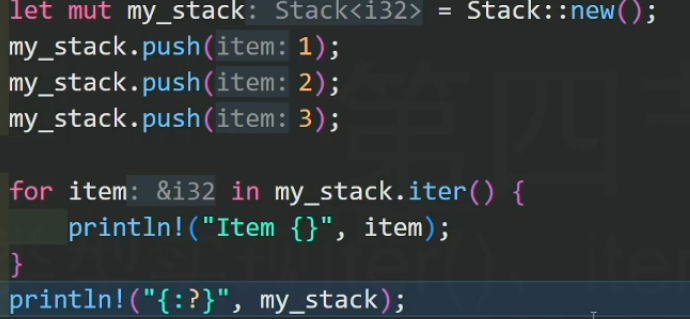 let mut my_stack: Stack<i32> = Stack::new();
my_stack.push(item: 1);
my_stack.push(item: 2);
my_stack.push(item: 3);
for item: &i32 in my_stack.iter() {
    println!("Item {}", item);
}
println!("{:?}", my_stack);